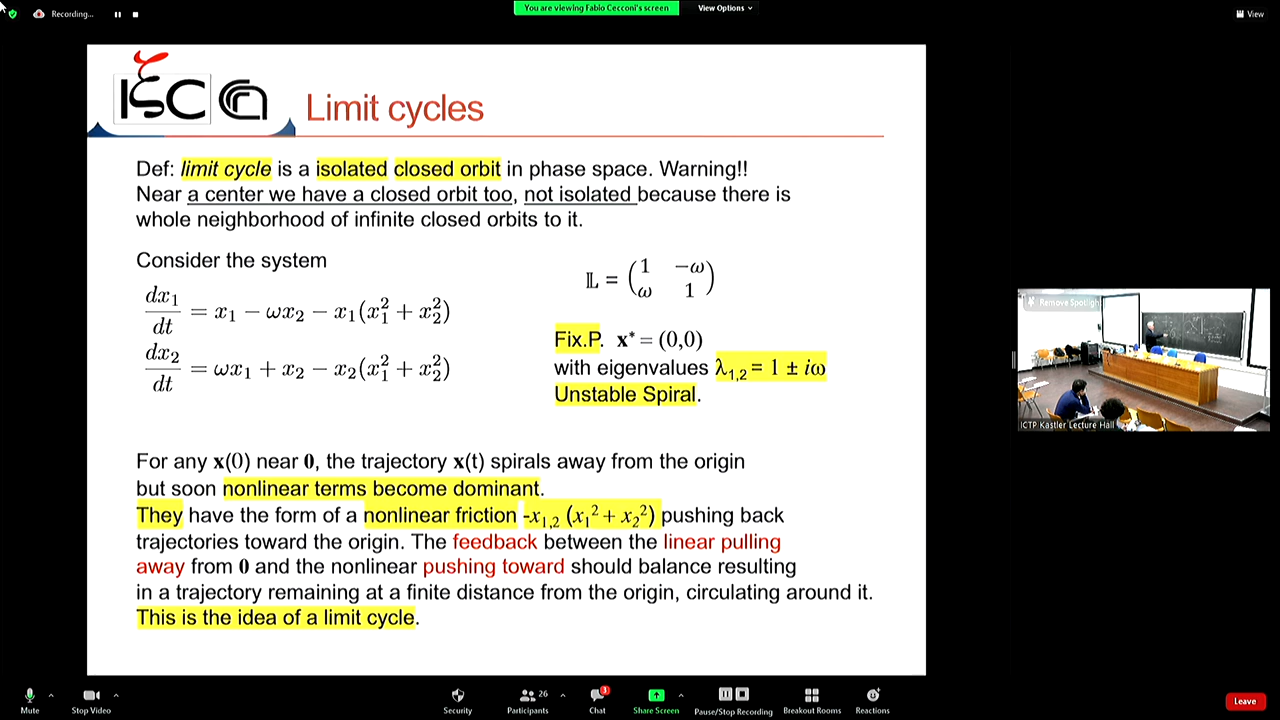 Recording...
You are viewing Fabio Cecconi's screen
View Options
View
ISC
Limit cycles
Def: limit cycle is a isolated closed orbit in phase space. Warning!!
Near a center we have a closed orbit too, not isolated because there is
whole neighborhood of infinite closed orbits to it.
Consider the system
dx₁/dt = x₁ − ωx₂ − x₁(x₁² + x₂²)
dx₂/dt = ωx₁ + x₂ − x₂(x₁² + x₂²)
𝕃 = (1 −ω
ω 1)
Fix.P. x* = (0,0)
with eigenvalues λ₁,₂ = 1 ± iω
Unstable Spiral.
For any x(0) near 0, the trajectory x(t) spirals away from the origin
but soon nonlinear terms become dominant.
They have the form of a nonlinear friction -x₁,₂ (x₁² + x₂²) pushing back
trajectories toward the origin. The feedback between the linear pulling
away from 0 and the nonlinear pushing toward should balance resulting
in a trajectory remaining at a finite distance from the origin, circulating around it.
This is the idea of a limit cycle.
Remove Spotlight
ICTP Kastler Lecture Hall
Mute
Stop Video
Security
26
Participants
3
Chat
Share Screen
Pause/Stop Recording
Breakout Rooms
Reactions
Leave